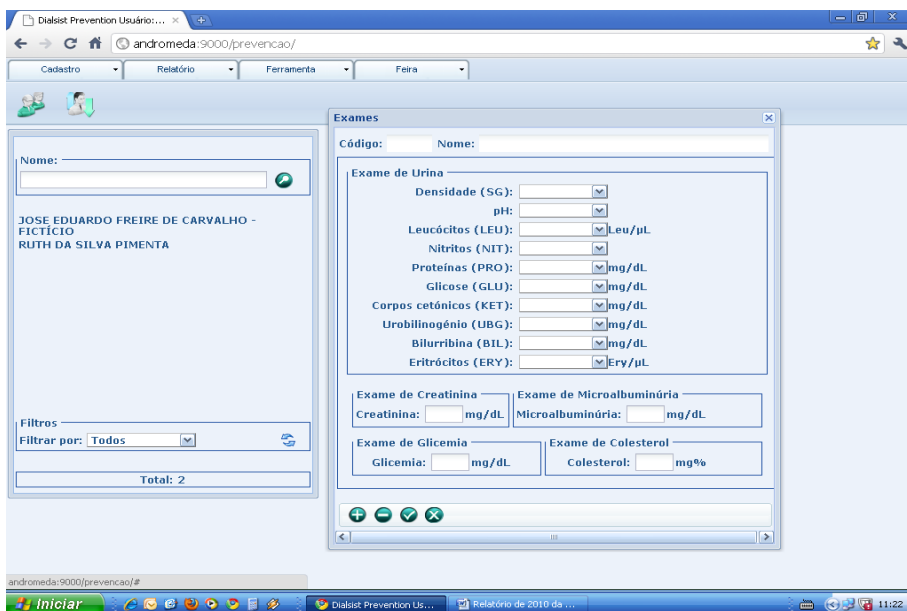 Dialsist Prevention Usuário:...
andromeda:9000/prevencao/
Cadastro Relatório Ferramenta Feira
Nome:
JOSE EDUARDO FREIRE DE CARVALHO -
FICTÍCIO
RUTH DA SILVA PIMENTA
Filtros
Filtrar por: Todos
Total: 2
Exames
Código: Nome:
Exame de Urina
Densidade (SG):
pH:
Leucócitos (LEU): Leu/µL
Nitritos (NIT):
Proteínas (PRO): mg/dL
Glicose (GLU): mg/dL
Corpos cetónicos (KET): mg/dL
Urobilinogénio (UBG): mg/dL
Bilurribina (BIL): mg/dL
Eritrócitos (ERY): Ery/µL
Exame de Creatinina Exame de Microalbuminúria
Creatinina: mg/dL Microalbuminúria: mg/dL
Exame de Glicemia Exame de Colesterol
Glicemia: mg/dL Colesterol: mg%
andromeda:9000/prevencao/#
Iniciar Dialsist Prevention Us... Relatório de 2010 da ... 11:22